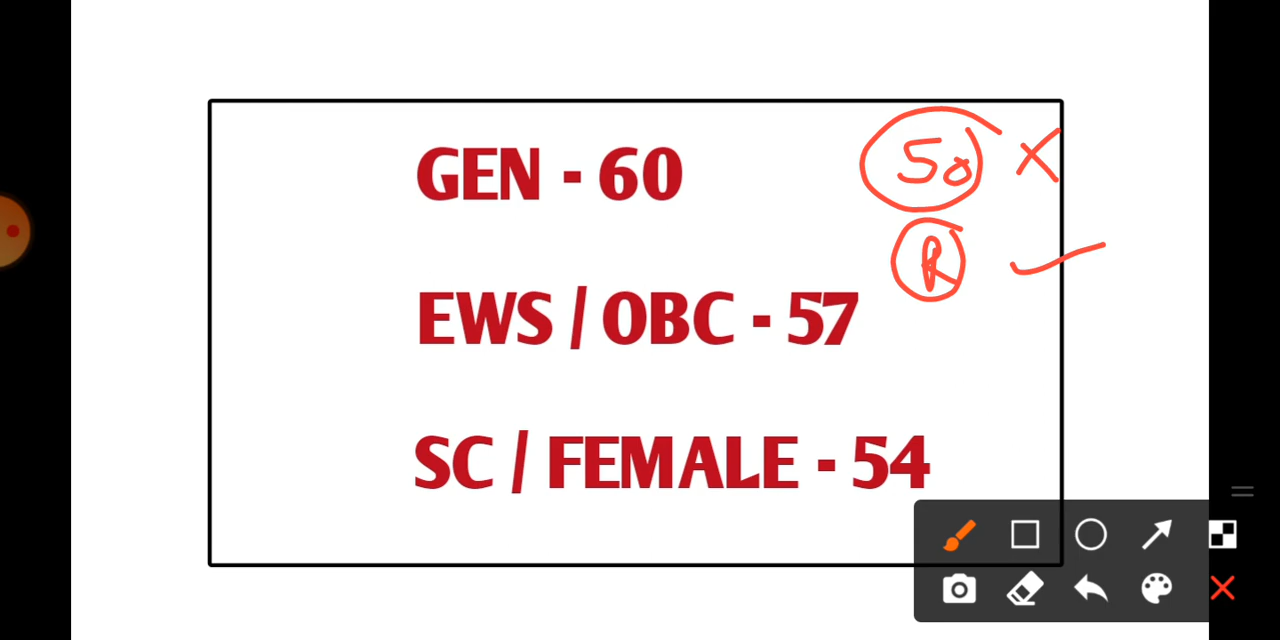 GEN - 60
50 X
R ✓
EWS / OBC - 57
SC / FEMALE - 54